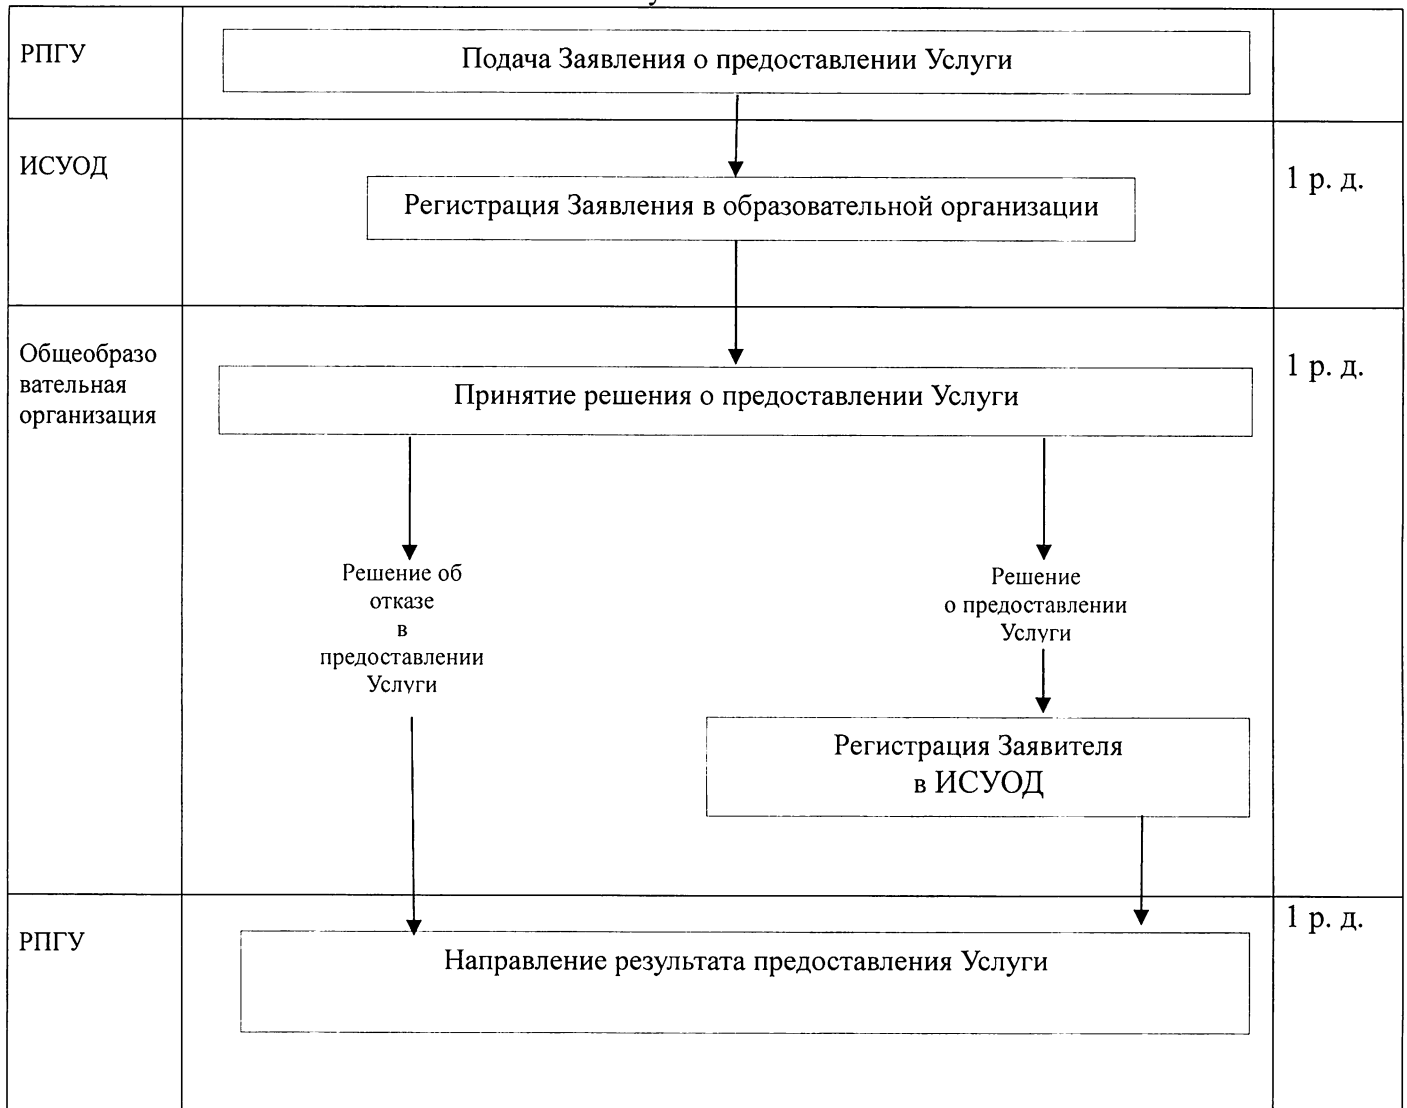 РПГУ
Подача Заявления о предоставлении Услуги
ИСУОД
1 р. д.
Регистрация Заявления в образовательной организации
Общеобразо
вательная
организация
1 р. д.
Принятие решения о предоставлении Услуги
Решение об
отказе
в
предоставлении
Услуги
Решение
о предоставлении
Услуги
Регистрация Заявителя
в ИСУОД
РПГУ
1 р. д.
Направление результата предоставления Услуги